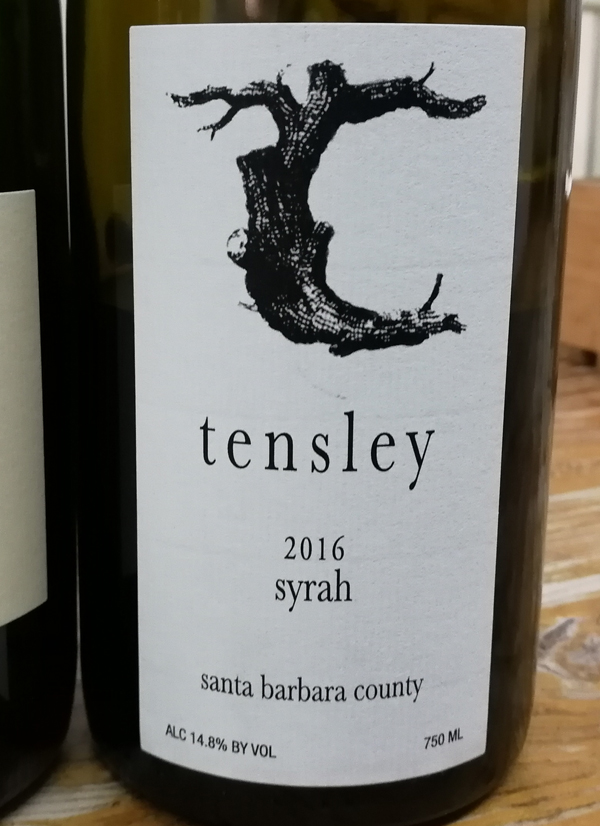 tensley
2016
syrah
santa barbara county
ALC 14.8% BY VOL
750 ML